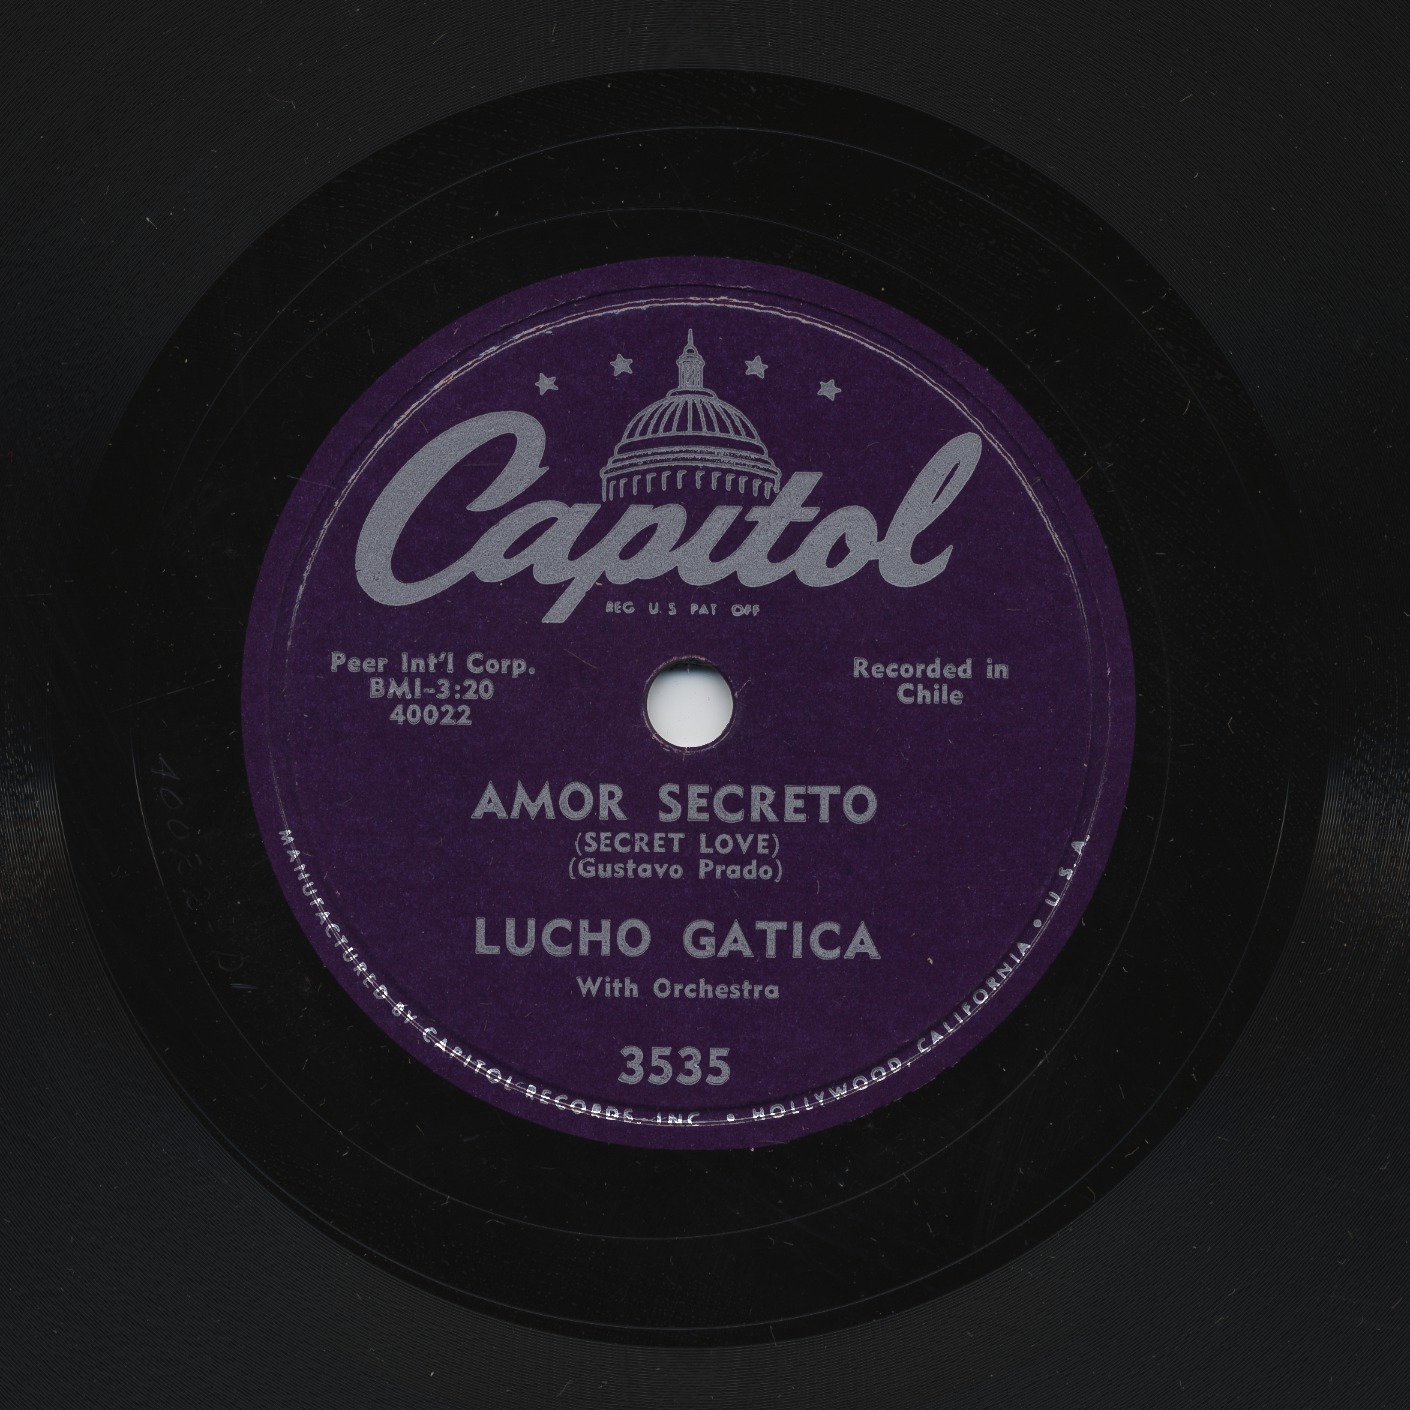 Capitol
REG U.S PAT OFF
Peer Int'l Corp.
BMI-3:20
40022
Recorded in
Chile
AMOR SECRETO
(SECRET LOVE)
(Gustavo Prado)
LUCHO GATICA
With Orchestra
3535
MANUFACTURED BY CAPITOL RECORDS, INC. • HOLLYWOOD, CALIFORNIA • U.S.A.